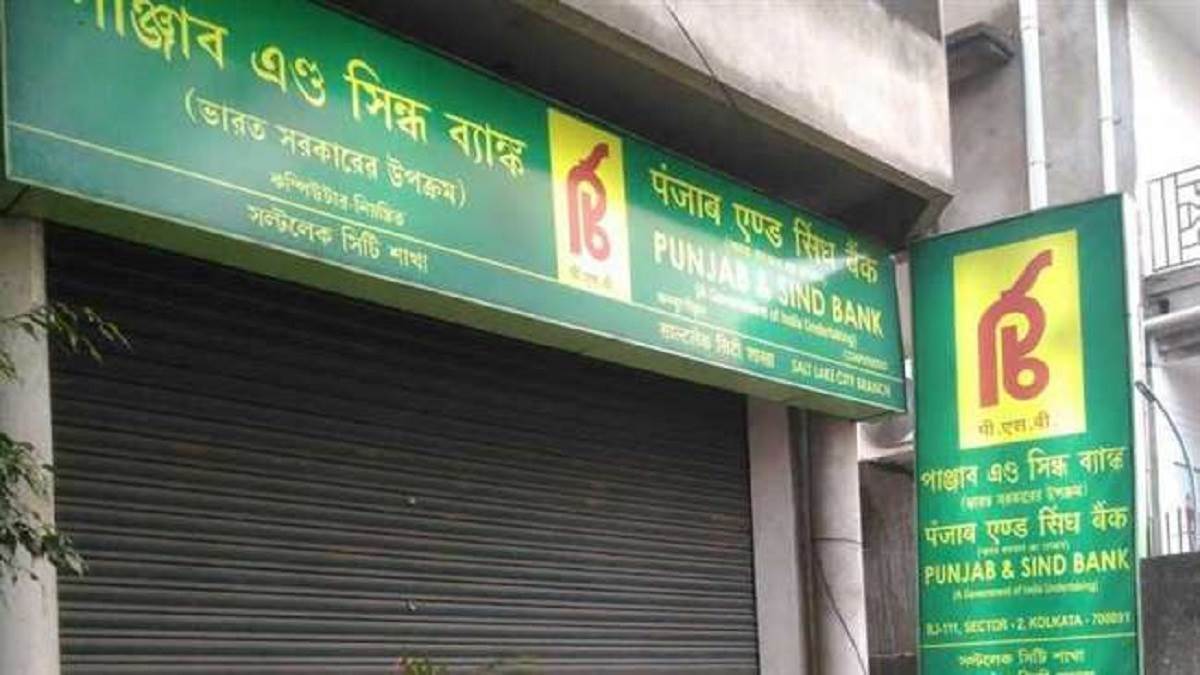 পাঞ্জাব এণ্ড সিন্ধ ব্যাঙ্ক
(ভারত সরকারের উপক্রম)
কম্পিউটার নিয়ন্ত্রিত
সল্টলেক সিটি শাখা
पी.एस.बी.
पंजाब एण्ड सिंध बैंक
PUNJAB & SIND BANK
(A Government of India Undertaking)
साल्टलेक सिटी शाखा SALT LAKE CITY BRANCH
पी.एस.बी.
পাঞ্জাব এণ্ড সিন্ধ ব্যাঙ্ক
(ভারত সরকারের উপক্রম)
पंजाब एण्ड सिंध बैंक
PUNJAB & SIND BANK
(A Government of India Undertaking)
SECTOR - 2, KOLKATA - 700091
সল্টলেক সিটি শাখা